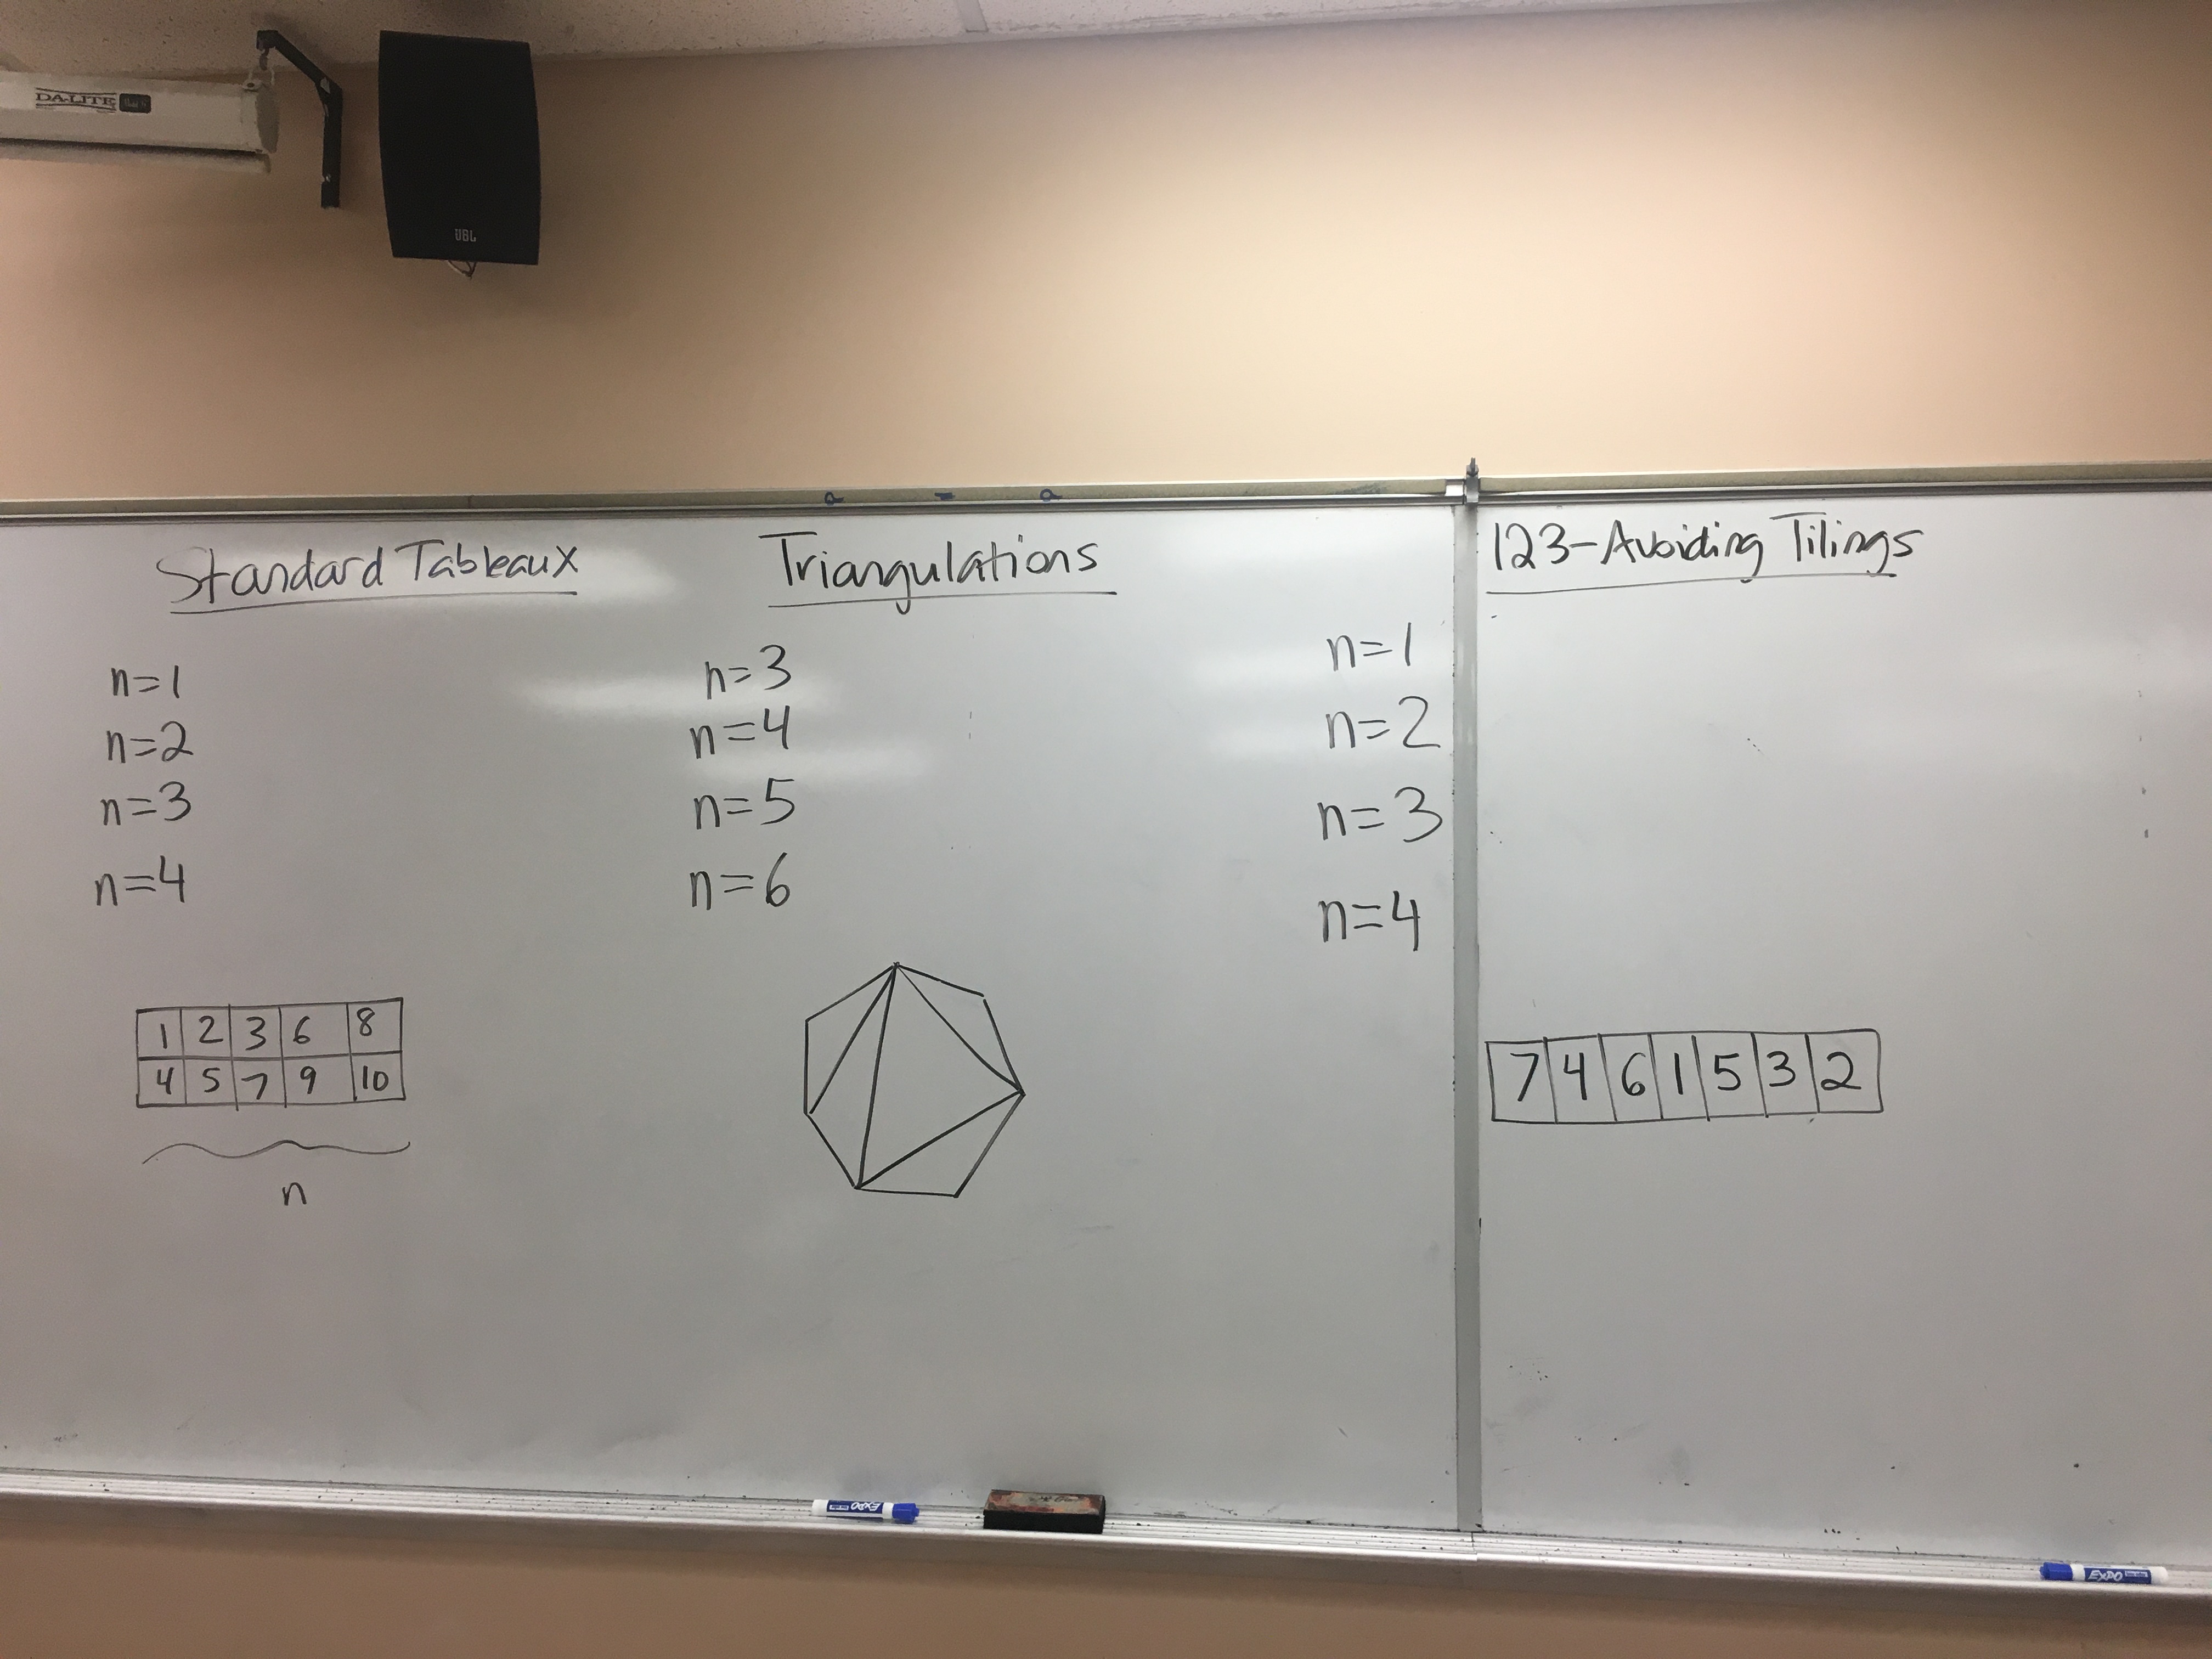 DA-LITE
JBL
Standard Tableaux
n=1
n=2
n=3
n=4
1 2 3 6 8
4 5 7 9 10
n
Triangulations
n=3
n=4
n=5
n=6
123-Avoiding Tilings
n=1
n=2
n=3
n=4
7 4 6 1 5 3 2
EXPO
EXPO